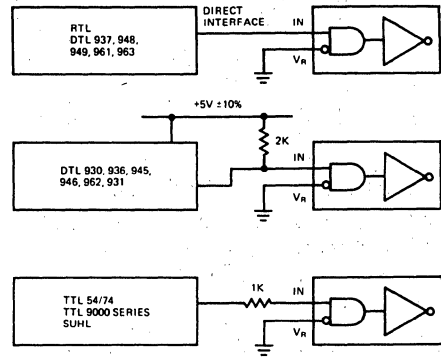 DIRECT
INTERFACE
RTL
DTL 937, 948,
949, 961, 963
IN
VR
+5V ±10%
2K
IN
DTL 930, 936, 945,
946, 962, 931
VR
1K
IN
TTL 54/74
TTL 9000 SERIES
SUHL
VR